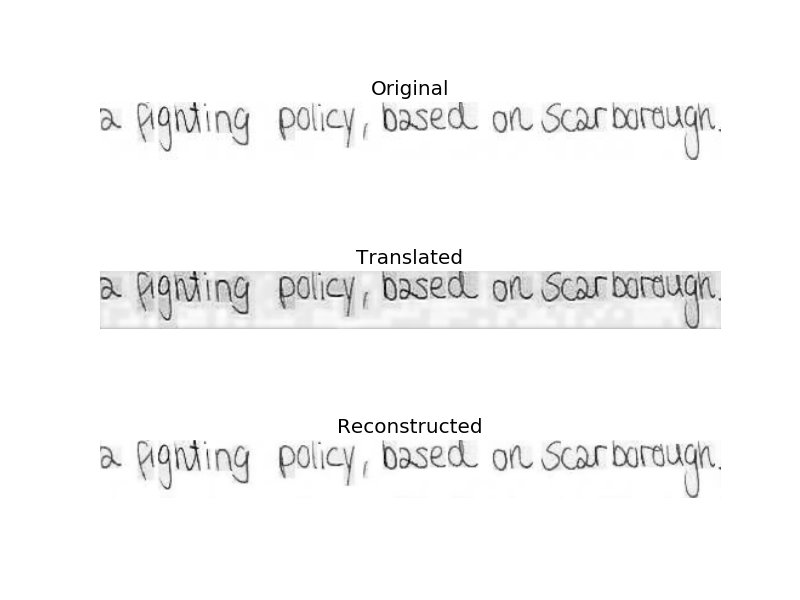 Original
a fighting policy, based on Scarborough.
Translated
a fighting policy, based on Scarborough.
Reconstructed
a fighting policy, based on Scarborough.